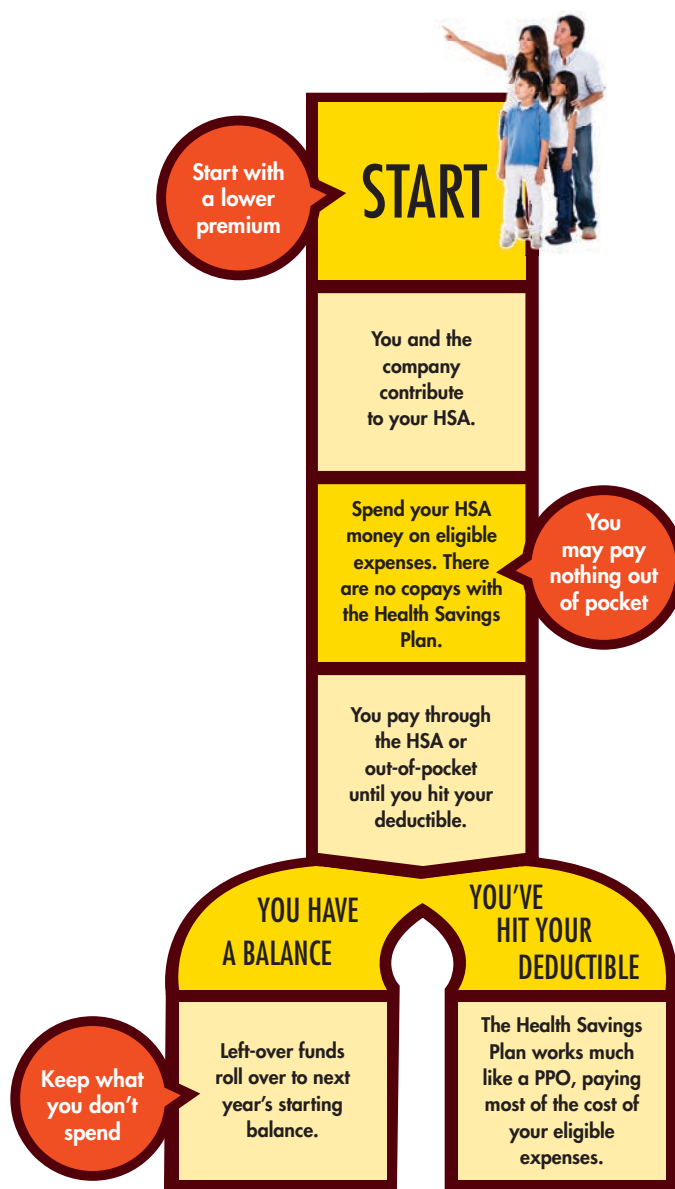 Start with
a lower
premium
START
You and the
company
contribute
to your HSA.
Spend your HSA
money on eligible
expenses. There
are no copays with
the Health Savings
Plan.
You
may pay
nothing out
of pocket
You pay through
the HSA or
out-of-pocket
until you hit your
deductible.
YOU HAVE
A BALANCE
YOU'VE
HIT YOUR
DEDUCTIBLE
Keep what
you don't
spend
Left-over funds
roll over to next
year's starting
balance.
The Health Savings
Plan works much
like a PPO, paying
most of the cost of
your eligible
expenses.